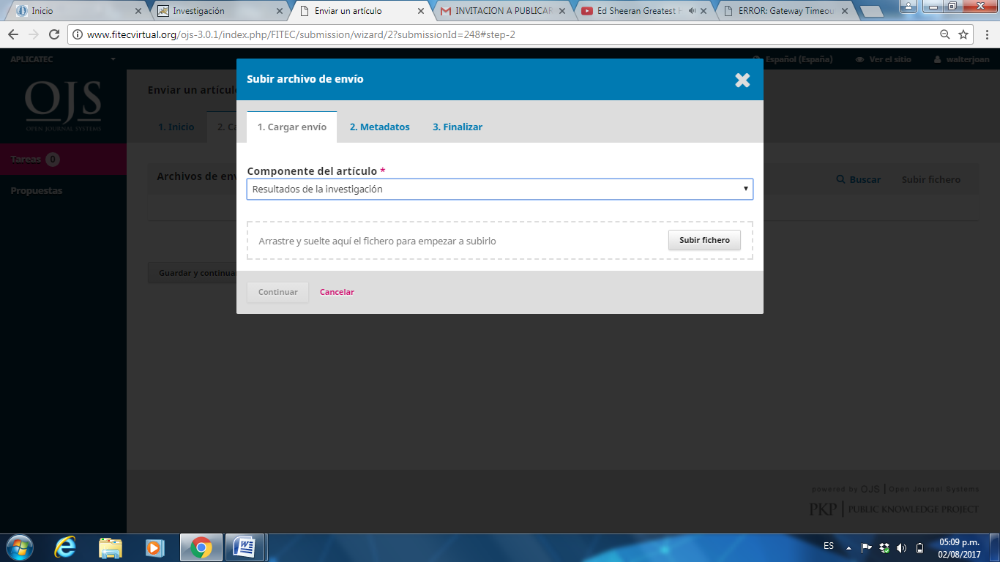 Inicio
Investigación
Enviar un artículo
INVITACION A PUBLICAR
Ed Sheeran Greatest H
ERROR: Gateway Timeou
www.fitecvirtual.org/ojs-3.0.1/index.php/FITEC/submission/wizard/2?submissionId=248#step-2
APLICATEC
Español (España)
Ver el sitio
walterjoan
OJS
OPEN JOURNAL SYSTEMS
Tareas 0
Propuestas
Enviar un artícul
1. Inicio
2. Ca
Archivos de env
Buscar
Subir fichero
Guardar y continua
Subir archivo de envío
1. Cargar envío
2. Metadatos
3. Finalizar
Componente del artículo *
Resultados de la investigación
Arrastre y suelte aquí el fichero para empezar a subirlo
Subir fichero
Continuar
Cancelar
powered by OJS | Open Journal Systems
PKP | PUBLIC KNOWLEDGE PROJECT
ES
05:09 p.m.
02/08/2017